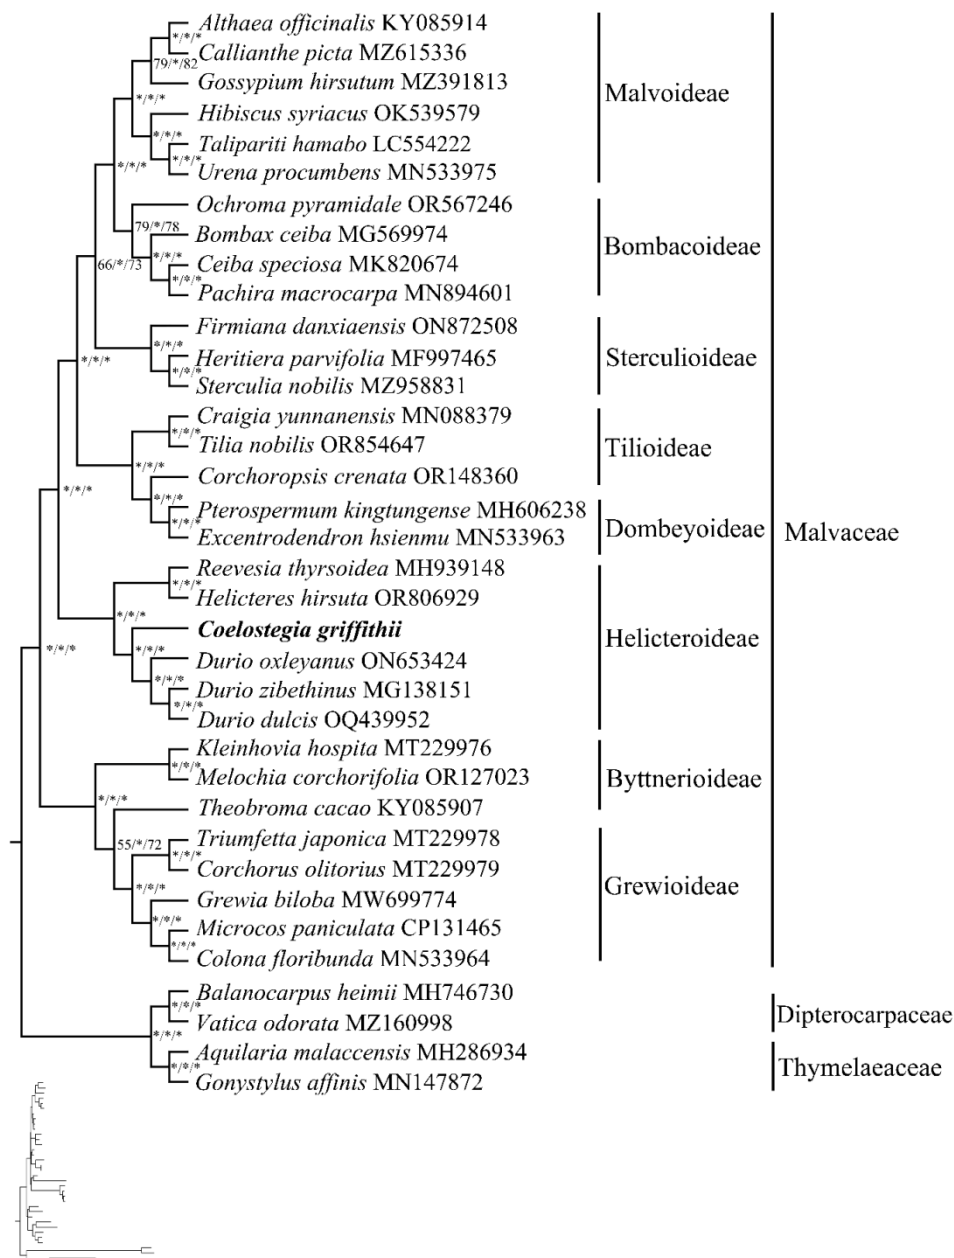 Althaea officinalis KY085914
*/*/*
Callianthe picta MZ615336
79/*/82
Gossypium hirsutum MZ391813
Malvoideae
*/*/*
Hibiscus syriacus OK539579
*/*/*
Talipariti hamabo LC554222
*/*/*
*/*/*
Urena procumbens MN533975
Ochroma pyramidale OR567246
79/*/78
Bombax ceiba MG569974
Bombacoideae
*/*/*
66/*/73
Ceiba speciosa MK820674
*/*/*
Pachira macrocarpa MN894601
Firmiana danxiaensis ON872508
*/*/*
*/*/*
Heritiera parvifolia MF997465
Sterculioideae
*/*/*
Sterculia nobilis MZ958831
Craigia yunnanensis MN088379
*/*/*
Tilia nobilis OR854647
Tilioideae
*/*/*
Corchoropsis crenata OR148360
*/*/*
*/*/*
Pterospermum kingtungense MH606238
*/*/*
Dombeyoideae
Malvaceae
Excentrodendron hsienmu MN533963
Reevesia thyrsoidea MH939148
*/*/*
Helicteres hirsuta OR806929
*/*/*
Coelostegia griffithii
Helicteroideae
*/*/*
*/*/*
Durio oxleyanus ON653424
*/*/*
Durio zibethinus MG138151
*/*/*
Durio dulcis OQ439952
Kleinhovia hospita MT229976
*/*/*
Melochia corchorifolia OR127023
Byttnerioideae
*/*/*
Theobroma cacao KY085907
Triumfetta japonica MT229978
55/*/72
*/*/*
Corchorus olitorius MT229979
*/*/*
Grewioideae
Grewia biloba MW699774
*/*/*
Microcos paniculata CP131465
*/*/*
Colona floribunda MN533964
Balanocarpus heimii MH746730
*/*/*
Dipterocarpaceae
Vatica odorata MZ160998
*/*/*
Aquilaria malaccensis MH286934
*/*/*
Thymelaeaceae
Gonystylus affinis MN147872